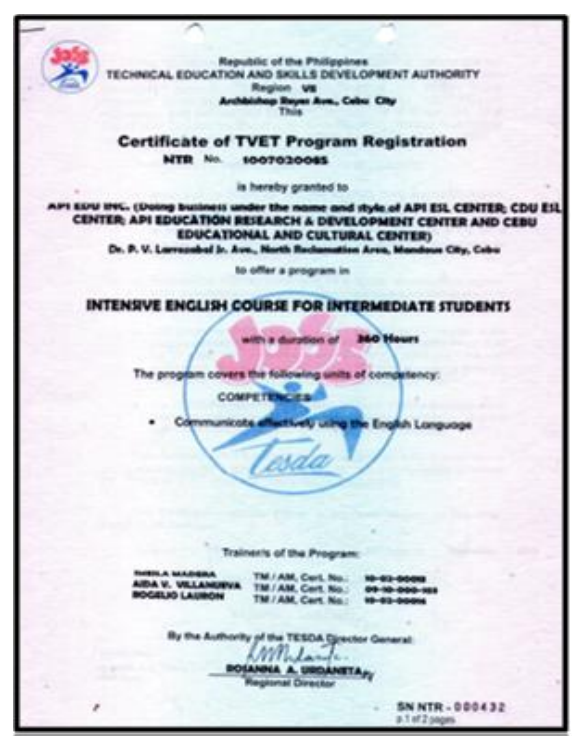 JOSE
Tesda
Republic of the Philippines
TECHNICAL EDUCATION AND SKILLS DEVELOPMENT AUTHORITY
Region VII
Archbishop Reyes Ave., Cebu City
This
Certificate of TVET Program Registration
NTR No. 1007020085
is hereby granted to
API EDU INC. (Doing business under the name and style of API ESL CENTER; CDU ESL
CENTER; API EDUCATION RESEARCH & DEVELOPMENT CENTER AND CEBU
EDUCATIONAL AND CULTURAL CENTER)
Dr. P. V. Larrazabal Jr. Ave., North Reclamation Area, Mandaue City, Cebu
to offer a program in
INTENSIVE ENGLISH COURSE FOR INTERMEDIATE STUDENTS
with a duration of 360 Hours
The program covers the following units of competency:
COMPETENCIES
• Communicate effectively using the English Language
JOSE
Tesda
Trainer/s of the Program:
SHEILA MADERA TM / AM, Cert. No.:
AIDA V. VILLANUEVA TM / AM, Cert. No.:
ROGELIO LAURON TM / AM, Cert. No.:
By the Authority of the TESDA Director General:
ROSANNA A. URDANETA
Regional Director
SN NTR - 000432
p.1 of 2 pages